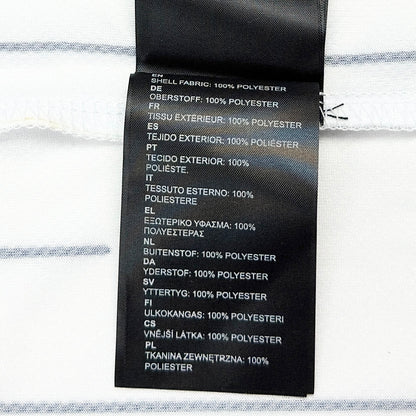 EN
SHELL FABRIC: 100% POLYESTER
DE
OBERSTOFF: 100% POLYESTER
FR
TISSU EXTÉRIEUR: 100% POLYESTER
ES
TEJIDO EXTERIOR: 100% POLIÉSTER
PT
TECIDO EXTERIOR: 100%
POLIÉSTE.
IT
TESSUTO ESTERNO: 100%
POLIESTERE
EL
ΕΞΩΤΕΡΙΚΟ ΥΦΑΣΜΑ: 100%
ΠΟΛΥΕΣΤΕΡΑΣ
NL
BUITENSTOF: 100% POLYESTER
DA
YDERSTOF: 100% POLYESTER
SV
YTTERTYG: 100% POLYESTER
FI
ULKOKANGAS: 100% POLYESTERI
CS
VNĚJŠÍ LÁTKA: 100% POLYESTER
PL
TKANINA ZEWNĘTRZNA: 100%
POLIESTER